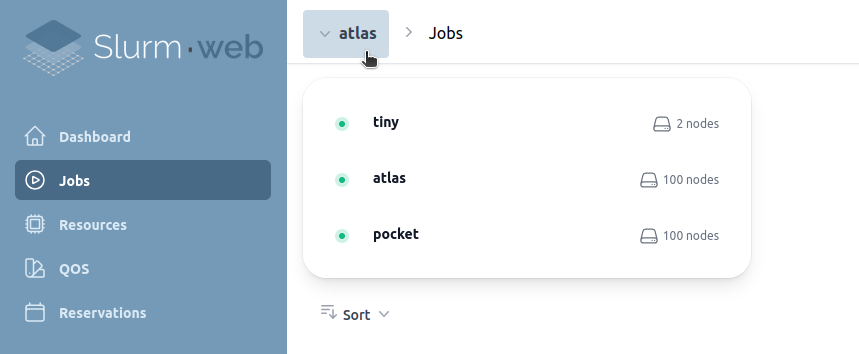 Slurm·web
Dashboard
Jobs
Resources
QOS
Reservations
atlas > Jobs
tiny 2 nodes
atlas 100 nodes
pocket 100 nodes
Sort